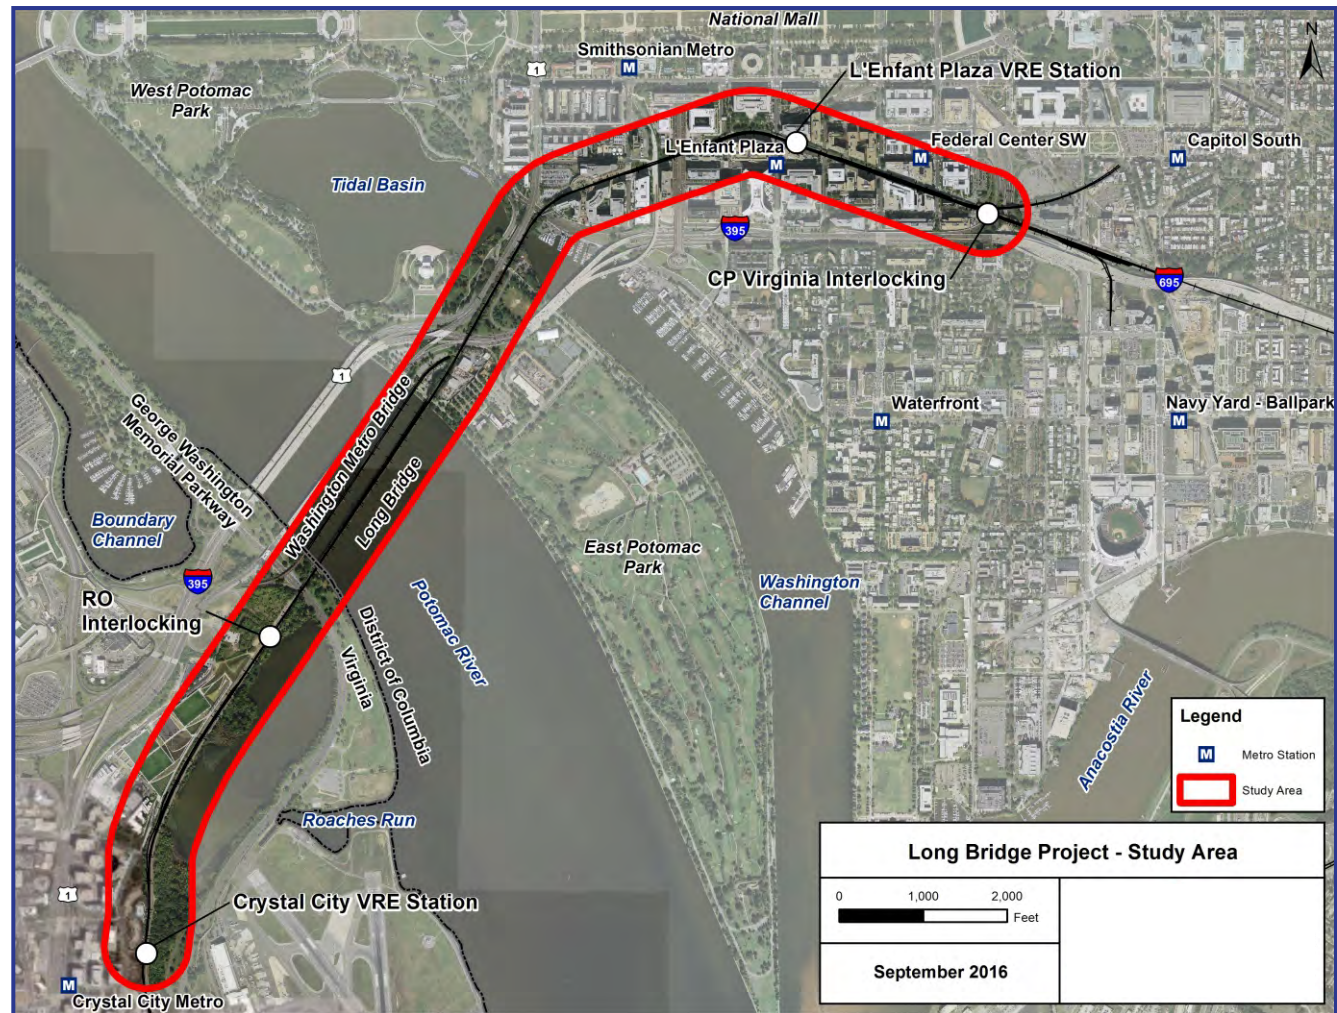 National Mall
Smithsonian Metro
M
1
N
L'Enfant Plaza VRE Station
West Potomac
Park
Federal Center SW
M
Capitol South
M
L'Enfant Plaza
M
Tidal Basin
395
CP Virginia Interlocking
695
1
Washington Metro Bridge
Long Bridge
George Washington
Memorial Parkway
Waterfront
M
Navy Yard - Ballpark
M
Boundary
Channel
395
East Potomac
Park
Washington
Channel
RO
Interlocking
Potomac River
District of Columbia
Virginia
Anacostia River
Roaches Run
1
Crystal City VRE Station
M
Crystal City Metro
Legend
M Metro Station
Study Area
Long Bridge Project - Study Area
0 1,000 2,000
Feet
September 2016